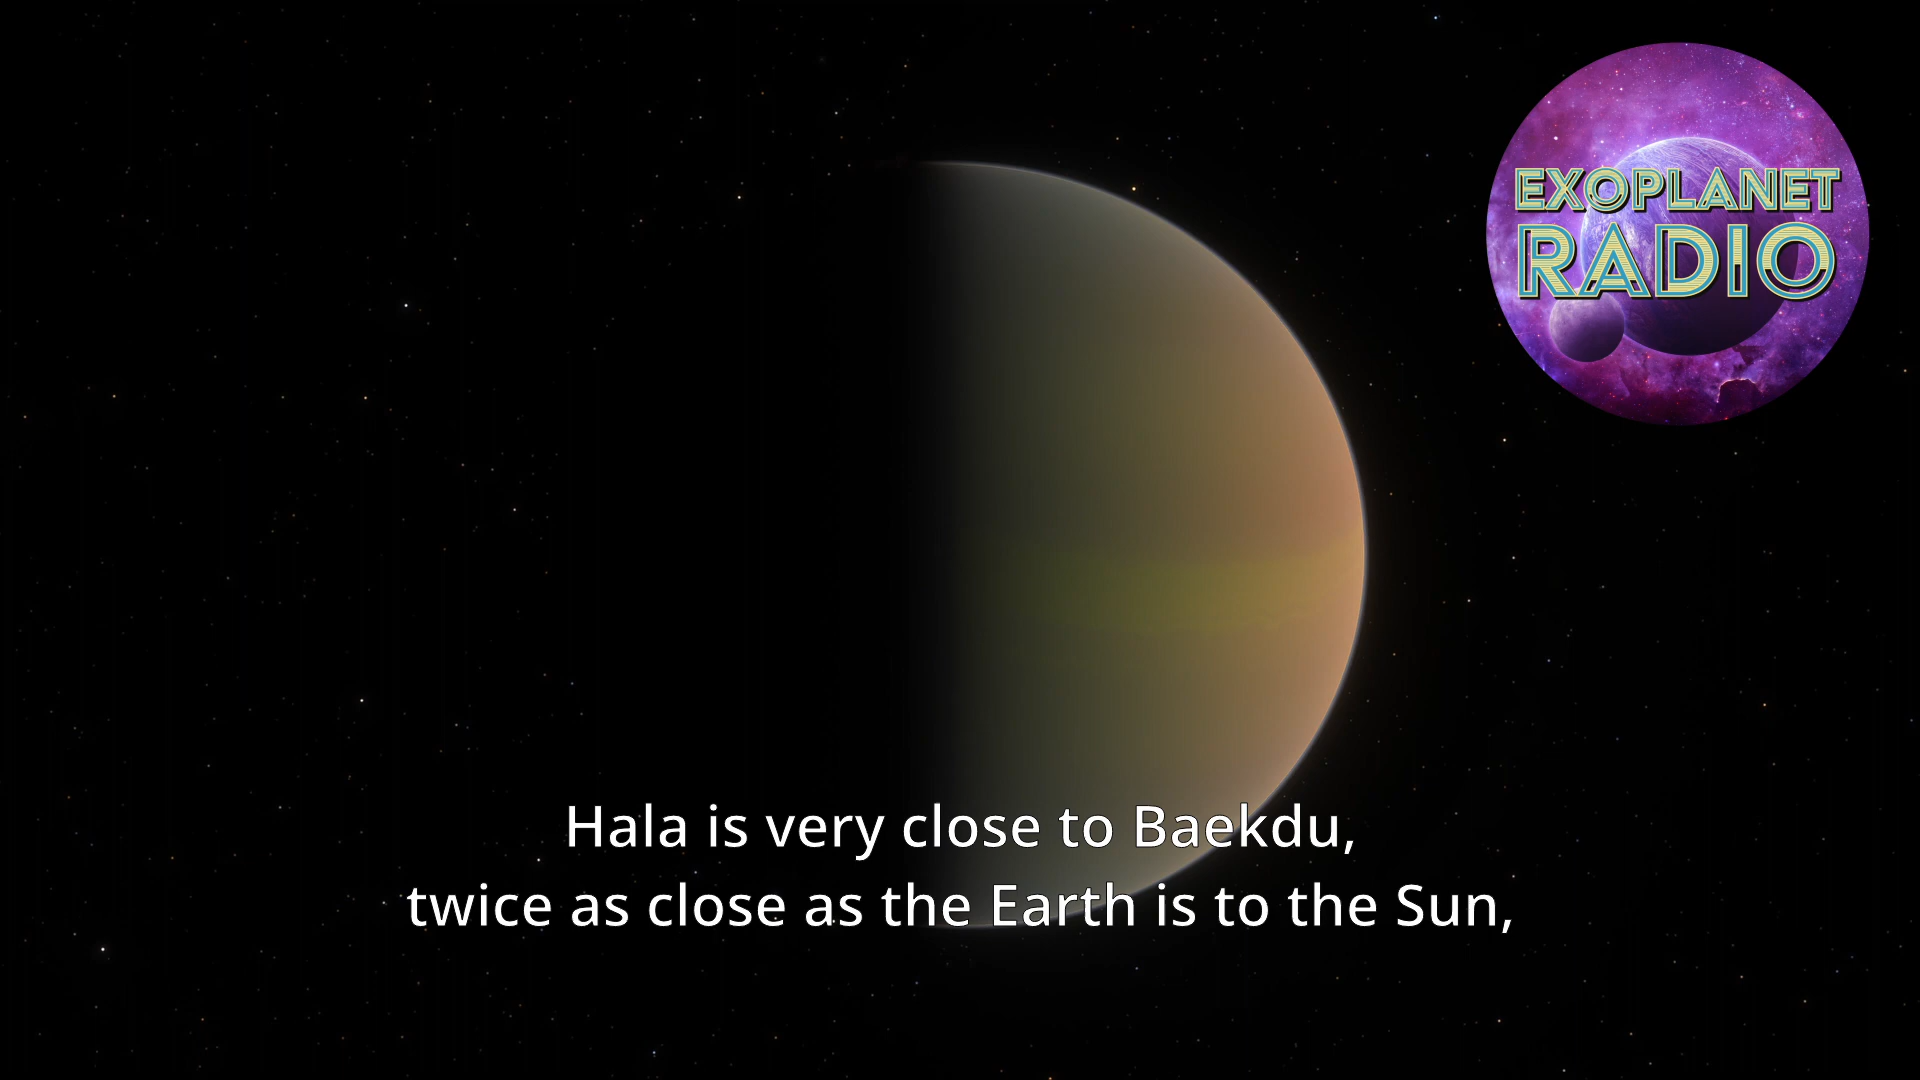 EXOPLANET
RADIO
Hala is very close to Baekdu,
twice as close as the Earth is to the Sun,